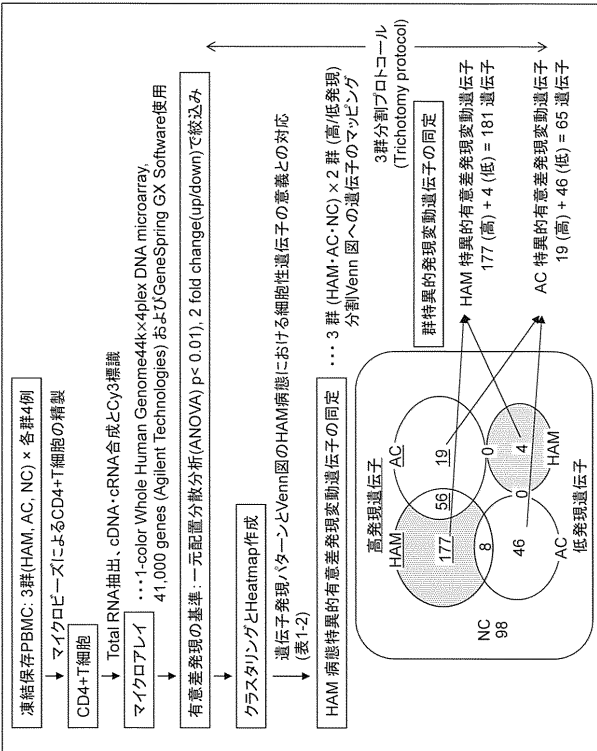 凍結保存PBMC: 3群(HAM, AC, NC) × 各群4例
マイクロビーズによるCD4+T細胞の精製
CD4+T細胞
Total RNA抽出、cDNA・cRNA合成とCy3標識
マイクロアレイ
･･･1-color Whole Human Genome44k×4plex DNA microarray,
41,000 genes (Agilent Technologies) およびGeneSpring GX Software使用
有意差発現の基準：一元配置分散分析(ANOVA) p< 0.01), 2 fold change(up/down)で絞込み
クラスタリングとHeatmap作成
遺伝子発現パターンとVenn図のHAM病態における細胞性遺伝子の意義との対応
(表1-2)
HAM 病態特異的有意差発現変動遺伝子の同定
･･･3 群 (HAM・AC・NC) × 2 群 (高/低発現)
分割Venn 図への遺伝子のマッピング
3群分割プロトコール
(Trichotomy protocol)
高発現遺伝子
HAM
AC
177
56
19
8
0
0
46
4
AC
HAM
NC
98
低発現遺伝子
群特異的発現変動遺伝子の同定
HAM 特異的有意差発現変動遺伝子
177 (高) + 4 (低) = 181 遺伝子
AC 特異的有意差発現変動遺伝子
19 (高) + 46 (低) = 65 遺伝子